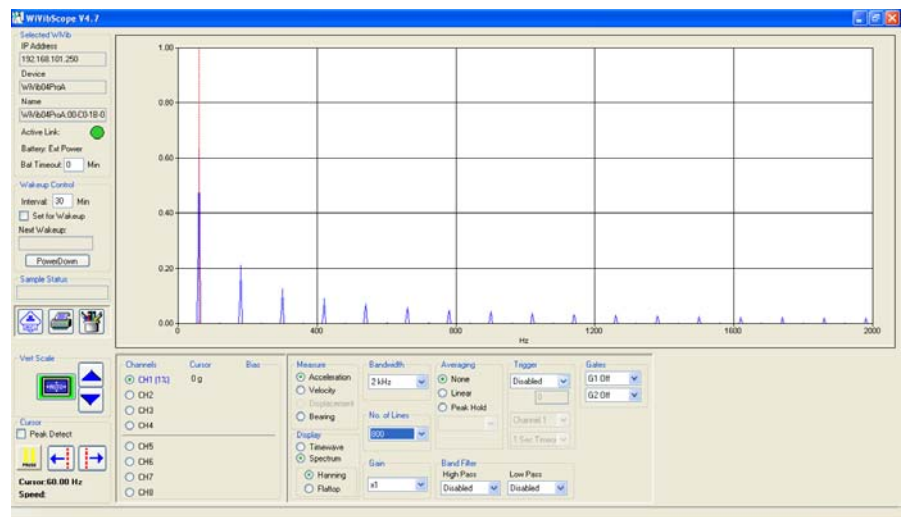 WiVibScope V4.7
Selected WiVib
IP Address
192.168.101.250
Device
WiVib04ProA
Name
WiVib04ProA:00-C0-1B-0
Active Link:
Battery: Ext Power
Bat Timeout: 0 Min
Wakeup Control
Interval: 30 Min
Set for Wakeup
Next Wakeup:
PowerDown
Sample Status
Vert Scale
AUTO
Cursor
Peak Detect
PAUSE
Cursor:60.00 Hz
Speed:
1.00
0.80
0.60
0.40
0.20
0.00
0 400 800 1200 1600 2000
Hz
Channels Cursor Bias
CH1 (1%) 0 g
CH2
CH3
CH4
CH5
CH6
CH7
CH8
Measure
Acceleration
Velocity
Displacement
Bearing
Display
Timewave
Spectrum
Hanning
Flattop
Bandwidth
2 kHz
No. of Lines
800
Gain
x1
Averaging
None
Linear
Peak Hold
Trigger
Disabled
0
Channel 1
1 Sec Timeo
Band Filter
High Pass Low Pass
Disabled Disabled
Gates
G1 Off
G2 Off